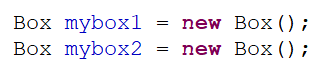 Box mybox1 = new Box();
Box mybox2 = new Box();